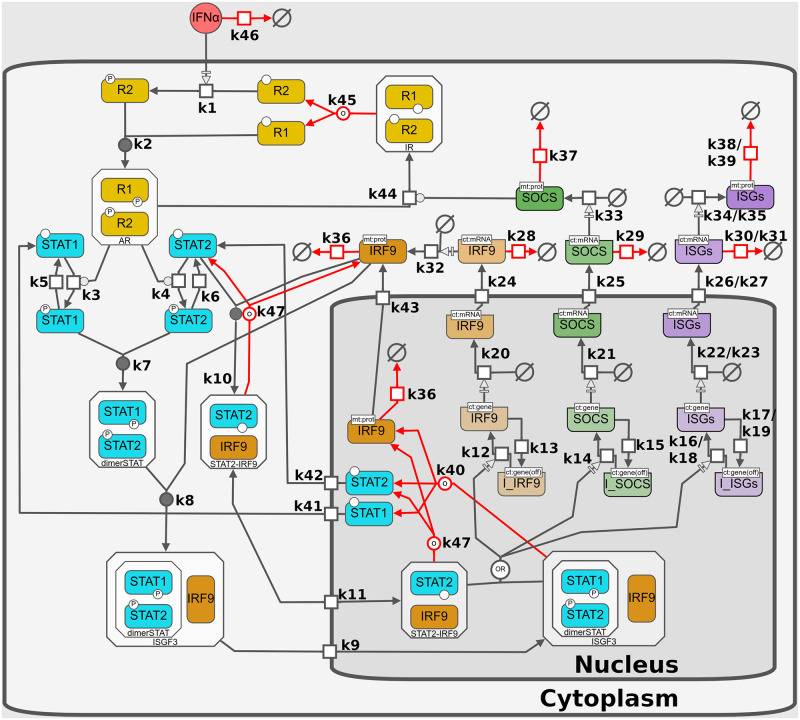 IFNα
k46
R2
P
k1
R2
R1
k45
R1
R2
IR
k2
R1
P
P
R2
AR
k44
k37
mt:prot
SOCS
k33
k38/
k39
mt:prot
ISGs
k34/k35
STAT1
k5
k3
P
STAT1
STAT2
k4
k6
P
STAT2
k36
mt:prot
IRF9
k32
ct:mRNA
IRF9
k28
ct:mRNA
SOCS
k29
ct:mRNA
ISGs
k30/k31
k47
k43
k24
k25
k26/k27
k7
k10
k36
ct:mRNA
IRF9
k20
ct:mRNA
SOCS
k21
ct:mRNA
ISGs
k22/k23
STAT1
P
P
STAT2
dimerSTAT
STAT2
IRF9
STAT2-IRF9
mt:prot
IRF9
ct:gene
IRF9
k12
k13
ct:gene(off)
I_IRF9
ct:gene
SOCS
k14
k15
ct:gene(off)
I_SOCS
ct:gene
ISGs
k16/
k18
k17/
k19
ct:gene(off)
I_ISGs
k8
k42
STAT2
k41
STAT1
k40
k47
OR
STAT1
P
P
STAT2
dimerSTAT
IRF9
ISGF3
k11
k9
STAT2
IRF9
STAT2-IRF9
STAT1
P
P
STAT2
dimerSTAT
IRF9
ISGF3
Nucleus
Cytoplasm